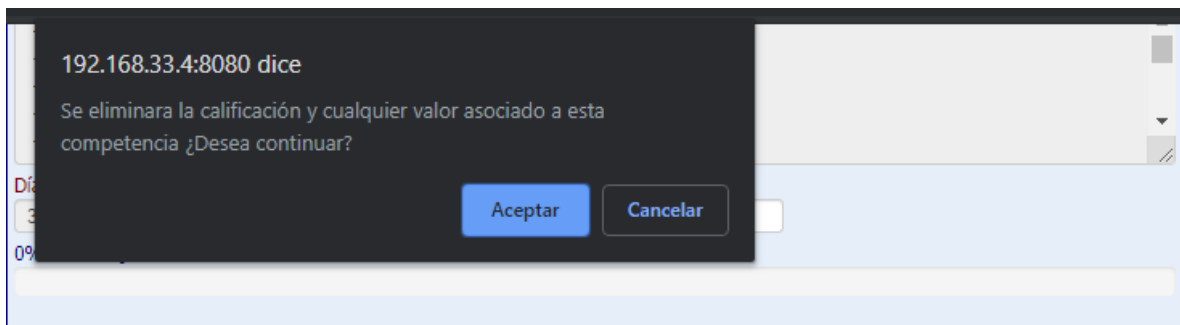 192.168.33.4:8080 dice
Se eliminara la calificación y cualquier valor asociado a esta
competencia ¿Desea continuar?
Aceptar Cancelar
0%